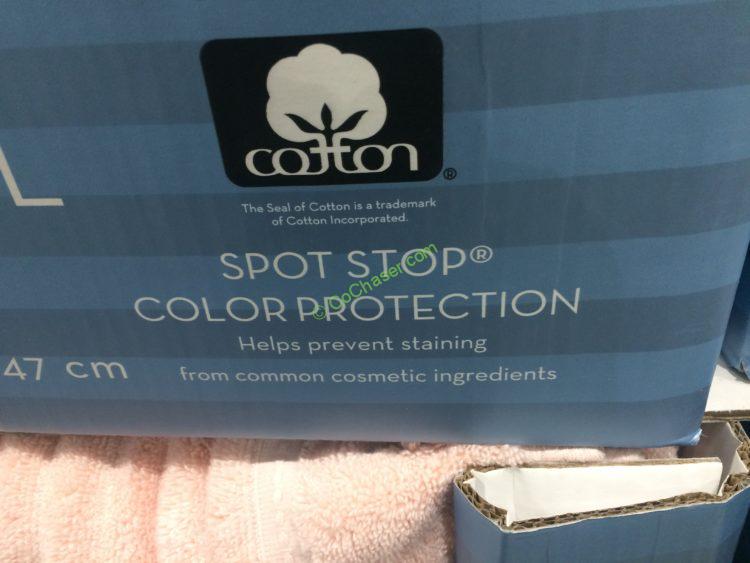 cotton®
The Seal of Cotton is a trademark
of Cotton Incorporated.
L
SPOT STOP®
COLOR PROTECTION
© CoChaser.com
Helps prevent staining
47 cm
from common cosmetic ingredients